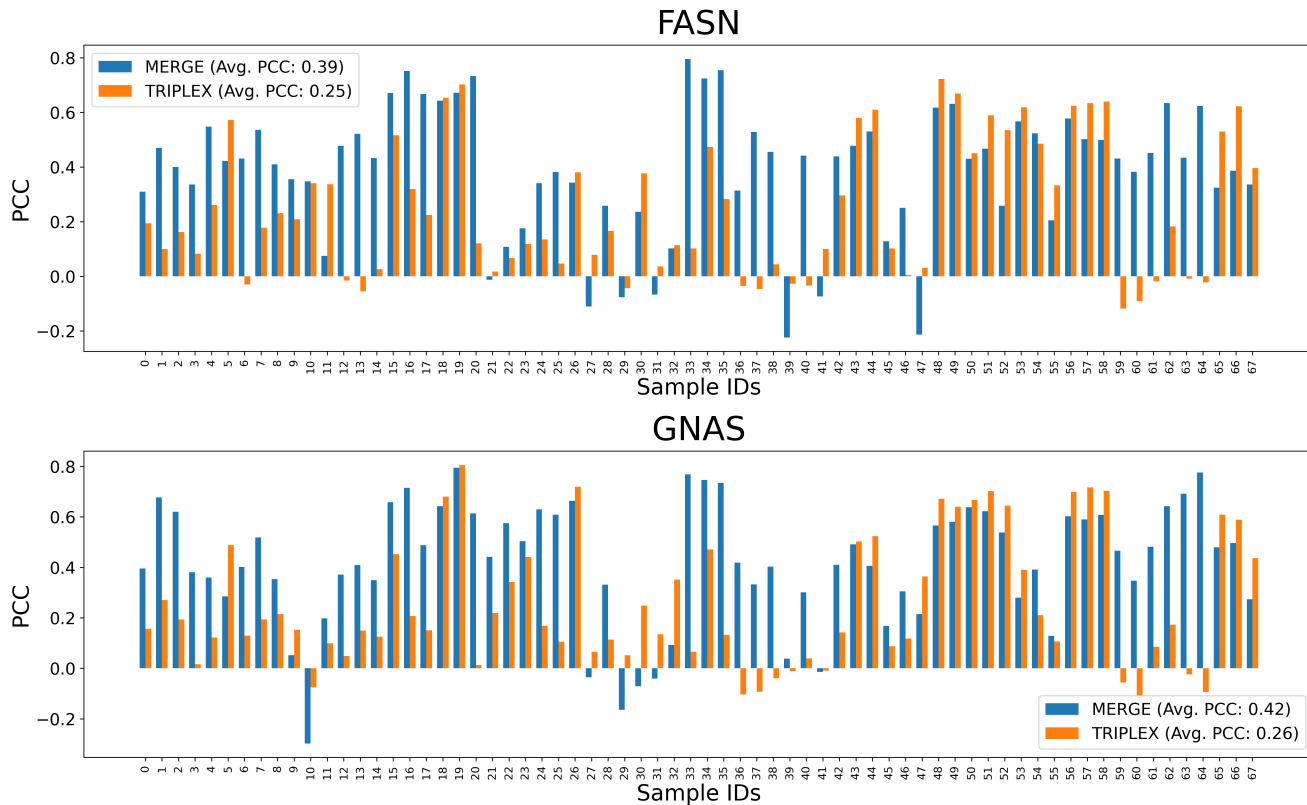 FASN
MERGE (Avg. PCC: 0.39)
TRIPLEX (Avg. PCC: 0.25)
PCC
0.8
0.6
0.4
0.2
0.0
−0.2
0 1 2 3 4 5 6 7 8 9 10 11 12 13 14 15 16 17 18 19 20 21 22 23 24 25 26 27 28 29 30 31 32 33 34 35 36 37 38 39 40 41 42 43 44 45 46 47 48 49 50 51 52 53 54 55 56 57 58 59 60 61 62 63 64 65 66 67
Sample IDs
GNAS
PCC
0.8
0.6
0.4
0.2
0.0
−0.2
MERGE (Avg. PCC: 0.42)
TRIPLEX (Avg. PCC: 0.26)
0 1 2 3 4 5 6 7 8 9 10 11 12 13 14 15 16 17 18 19 20 21 22 23 24 25 26 27 28 29 30 31 32 33 34 35 36 37 38 39 40 41 42 43 44 45 46 47 48 49 50 51 52 53 54 55 56 57 58 59 60 61 62 63 64 65 66 67
Sample IDs